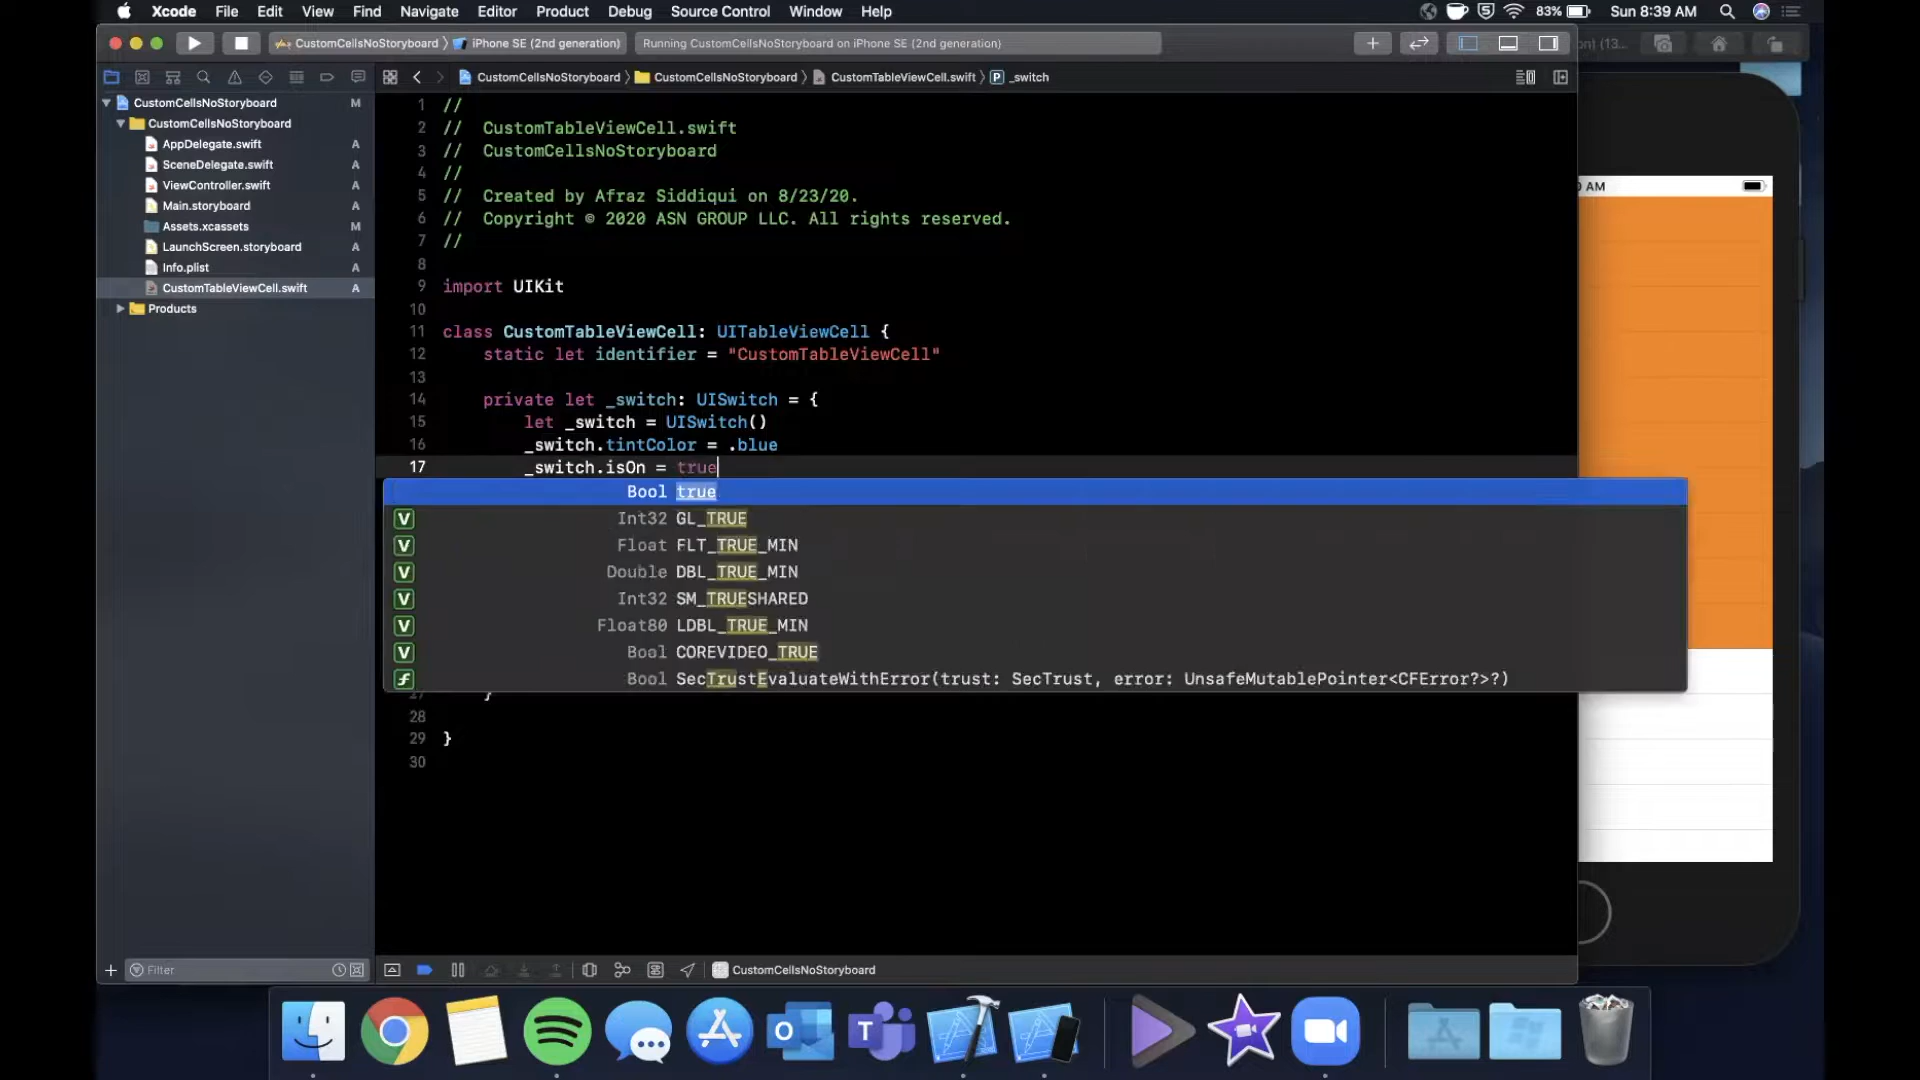 Xcode File Edit View Find Navigate Editor Product Debug Source Control Window Help 83% Sun 8:39 AM
CustomCellsNoStoryboard iPhone SE (2nd generation) Running CustomCellsNoStoryboard on iPhone SE (2nd generation)
CustomCellsNoStoryboard CustomCellsNoStoryboard CustomTableViewCell.swift P _switch
CustomCellsNoStoryboard M
CustomCellsNoStoryboard
AppDelegate.swift A
SceneDelegate.swift A
ViewController.swift A
Main.storyboard A
Assets.xcassets M
LaunchScreen.storyboard A
Info.plist A
CustomTableViewCell.swift A
Products
1 //
2 // CustomTableViewCell.swift
3 // CustomCellsNoStoryboard
4 //
5 // Created by Afraz Siddiqui on 8/23/20.
6 // Copyright © 2020 ASN GROUP LLC. All rights reserved.
7 //
8
9 import UIKit
10
11 class CustomTableViewCell: UITableViewCell {
12 static let identifier = "CustomTableViewCell"
13
14 private let _switch: UISwitch = {
15 let _switch = UISwitch()
16 _switch.tintColor = .blue
17 _switch.isOn = true
Bool true
V Int32 GL_TRUE
V Float FLT_TRUE_MIN
V Double DBL_TRUE_MIN
V Int32 SM_TRUESHARED
V Float80 LDBL_TRUE_MIN
V Bool COREVIDEO_TRUE
f Bool SecTrustEvaluateWithError(trust: SecTrust, error: UnsafeMutablePointer<CFError?>?)
27 }
28
29 }
30
AM
Filter
CustomCellsNoStoryboard